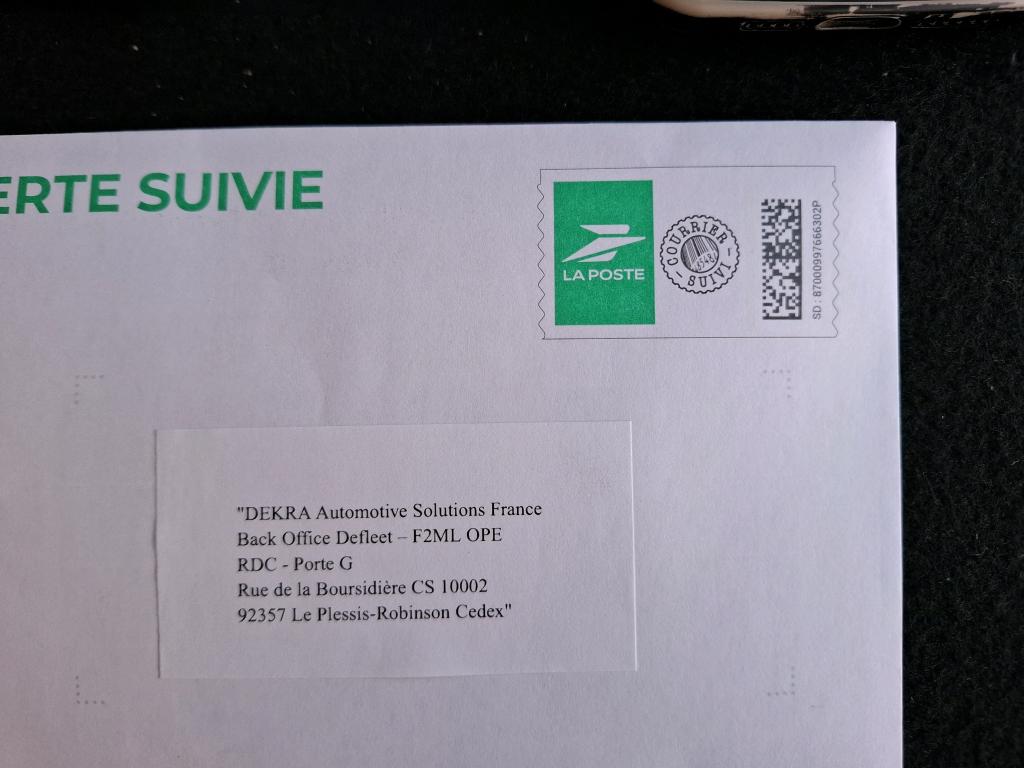 ERTE SUIVIE
LA POSTE
COURRIER
SUIVI
SD : 87000997666302P
"DEKRA Automotive Solutions France
Back Office Defleet – F2ML OPE
RDC - Porte G
Rue de la Boursidière CS 10002
92357 Le Plessis-Robinson Cedex"